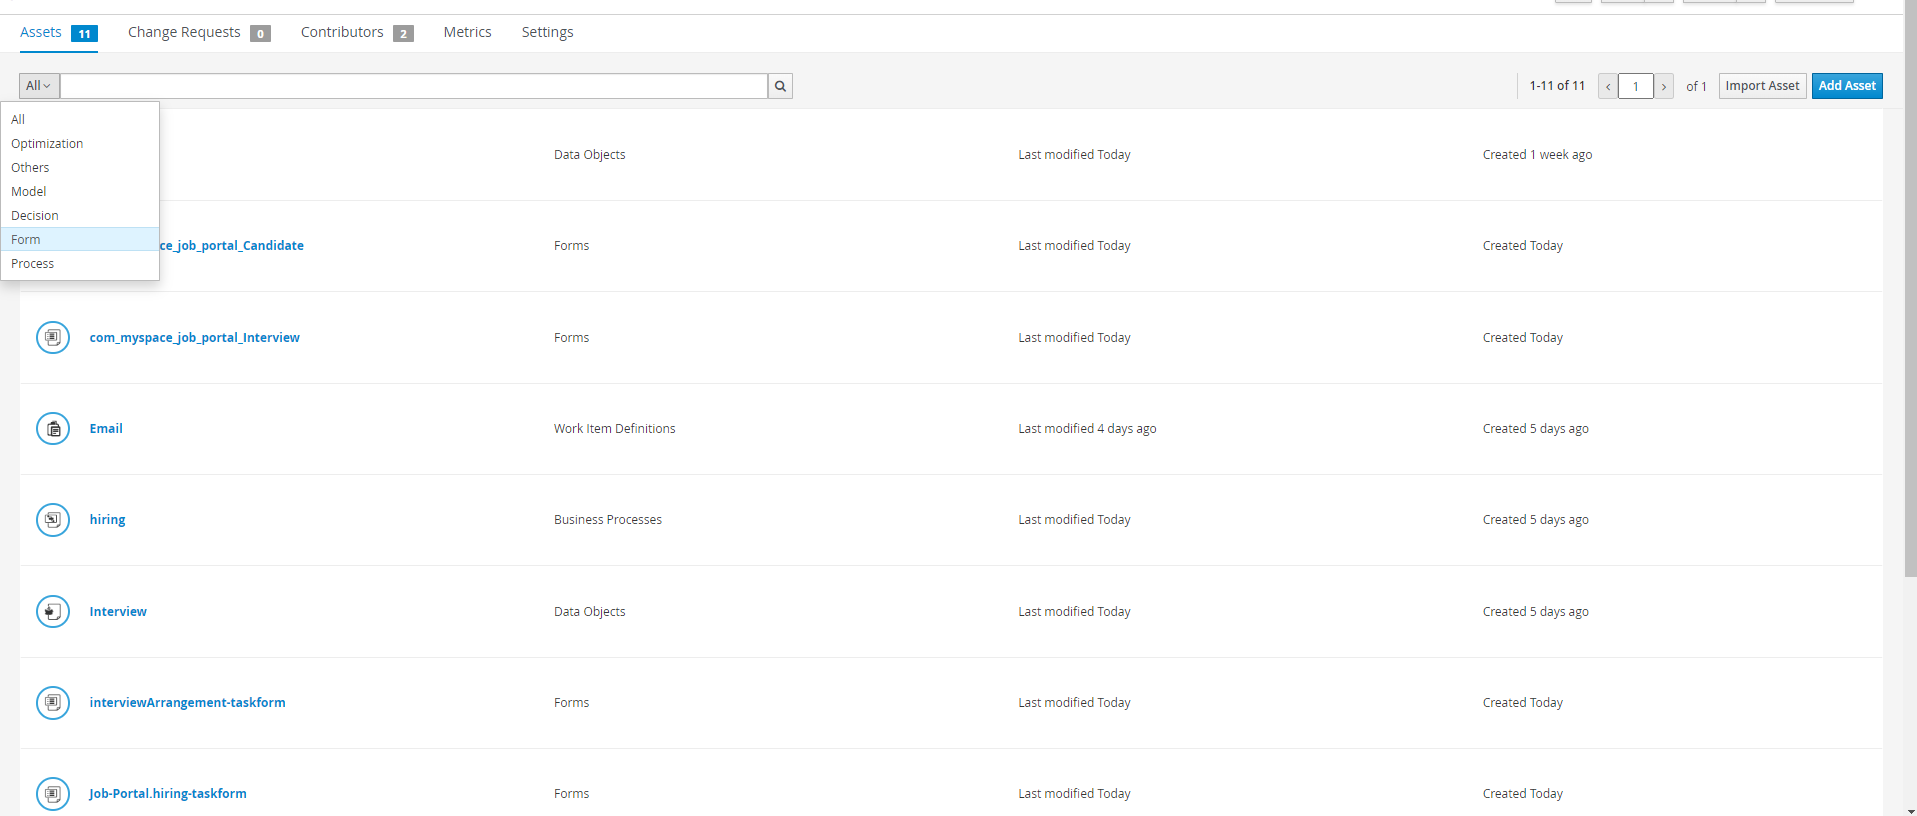 Assets 11 Change Requests 0 Contributors 2 Metrics Settings
All 1-11 of 11 1 of 1 Import Asset Add Asset
All
Optimization
Others
Model
Decision
Form
Process
Data Objects Last modified Today Created 1 week ago
ce_job_portal_Candidate Forms Last modified Today Created Today
com_myspace_job_portal_Interview Forms Last modified Today Created Today
Email Work Item Definitions Last modified 4 days ago Created 5 days ago
hiring Business Processes Last modified Today Created 5 days ago
Interview Data Objects Last modified Today Created 5 days ago
interviewArrangement-taskform Forms Last modified Today Created Today
Job-Portal.hiring-taskform Forms Last modified Today Created Today